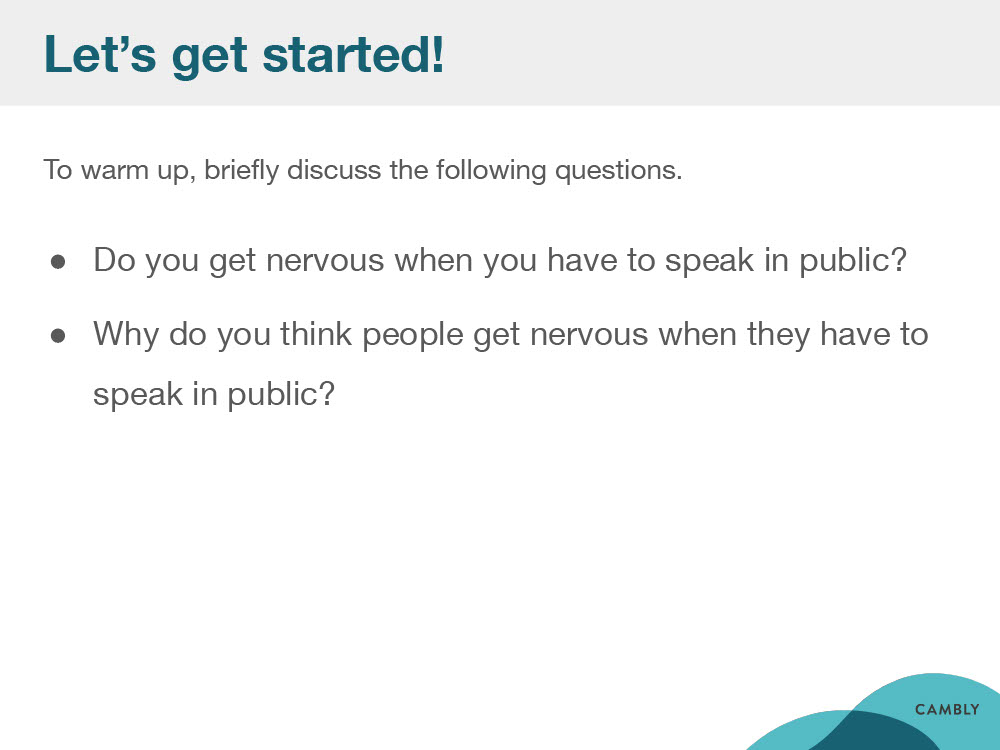 Let’s get started!
To warm up, briefly discuss the following questions.
● Do you get nervous when you have to speak in public?
● Why do you think people get nervous when they have to
speak in public?
CAMBLY